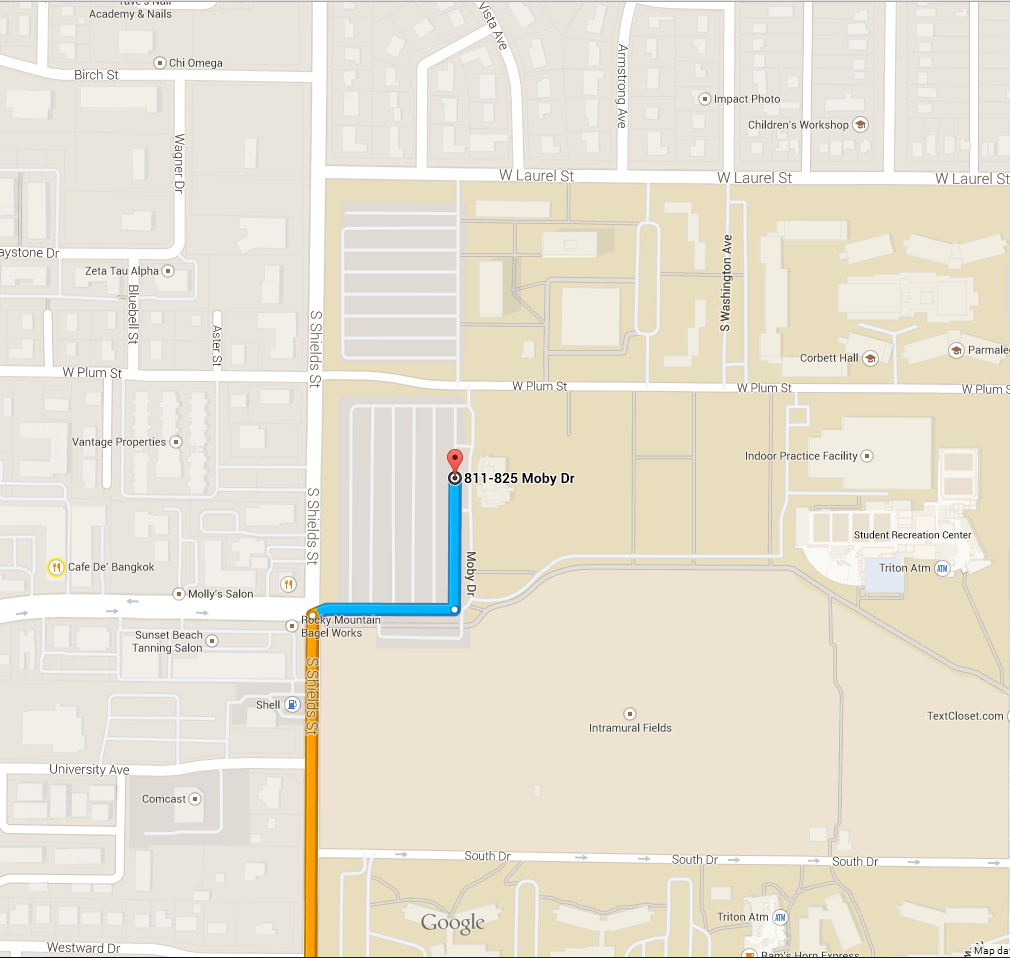 Academy & Nails
Chi Omega
Birch St
Vista Ave
Armstrong Ave
Impact Photo
Children's Workshop
Wagner Dr
W Laurel St
W Laurel St
W Laurel St
aystone Dr
Zeta Tau Alpha
Bluebell St
Aster St
S Shields St
S Washington Ave
Corbett Hall
Parmale
W Plum St
W Plum St
W Plum St
W Plum S
Vantage Properties
Indoor Practice Facility
811-825 Moby Dr
S Shields St
Moby Dr
Student Recreation Center
Triton Atm
ATM
Cafe De' Bangkok
Molly's Salon
Rocky Mountain
Bagel Works
Sunset Beach
Tanning Salon
S Shields St
Shell
TextCloset.com
Intramural Fields
University Ave
Comcast
South Dr
South Dr
South Dr
Google
Triton Atm
ATM
Westward Dr
Ram's Horn Express
Map da